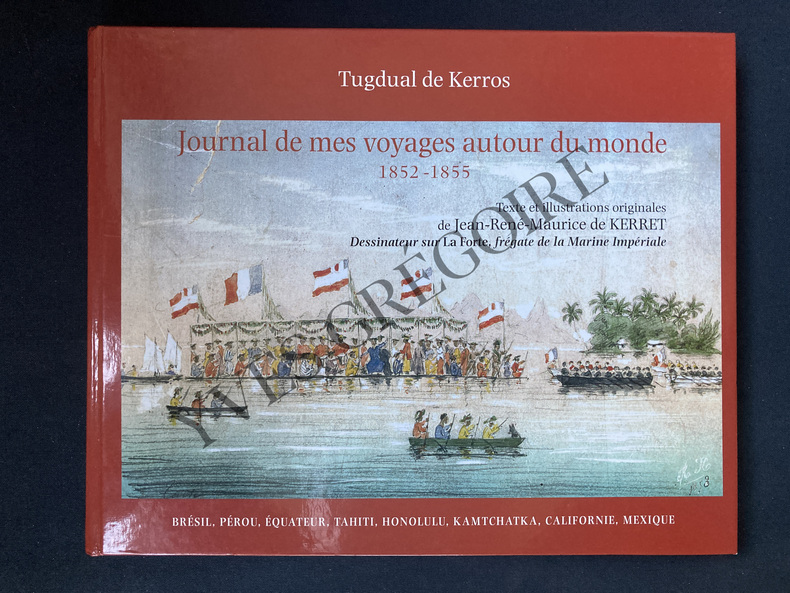 Tugdual de Kerros
Journal de mes voyages autour du monde
1852-1855
Texte et illustrations originales
de Jean-René-Maurice de KERRET
Dessinateur sur La Forte, frégate de la Marine Impériale
YVES GRÉGOIRE
BRÉSIL, PÉROU, ÉQUATEUR, TAHITI, HONOLULU, KAMTCHATKA, CALIFORNIE, MEXIQUE